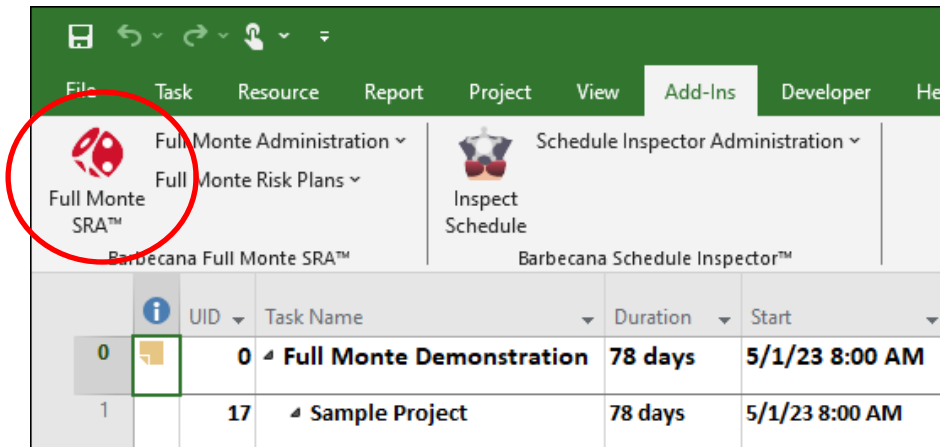 File Task Resource Report Project View Add-Ins Developer He
Full Monte Administration
Full Monte Risk Plans
Full Monte
SRA™
Barbecana Full Monte SRA™
Schedule Inspector Administration
Inspect
Schedule
Barbecana Schedule Inspector™
UID Task Name Duration Start
0 0 Full Monte Demonstration 78 days 5/1/23 8:00 AM
1 17 Sample Project 78 days 5/1/23 8:00 AM